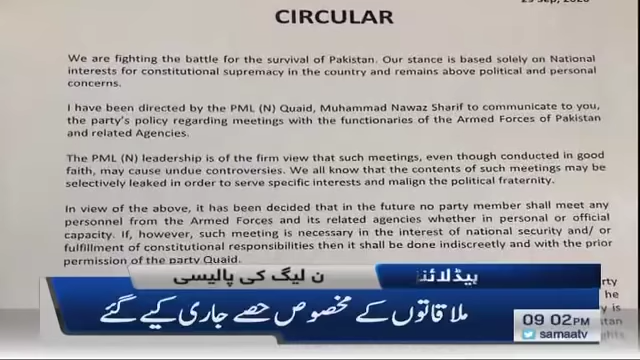 CIRCULAR
We are fighting the battle for the survival of Pakistan. Our stance is based solely on National
interests for constitutional supremacy in the country and remains above political and personal
concerns.
I have been directed by the PML (N) Quaid, Muhammad Nawaz Sharif to communicate to you,
the party's policy regarding meetings with the functionaries of the Armed Forces of Pakistan
and related Agencies.
The PML (N) leadership is of the firm view that such meetings, even though conducted in good
faith, may cause undue controversies. We all know that the contents of such meetings may be
selectively leaked in order to serve specific interests and malign the political fraternity.
In view of the above, it has been decided that in the future no party member shall meet any
personnel from the Armed Forces and its related agencies whether in personal or official
capacity. If, however, such meeting is necessary in the interest of national security and/ or
fulfillment of constitutional responsibilities then it shall be done indiscreetly and with the prior
permission of the party Quaid.
he
is
ہیڈلائنز
ن لیگ کی پالیسی
ملاقاتوں کے مخصوص حصے جاری کیے گئے
09 02PM
samaatv